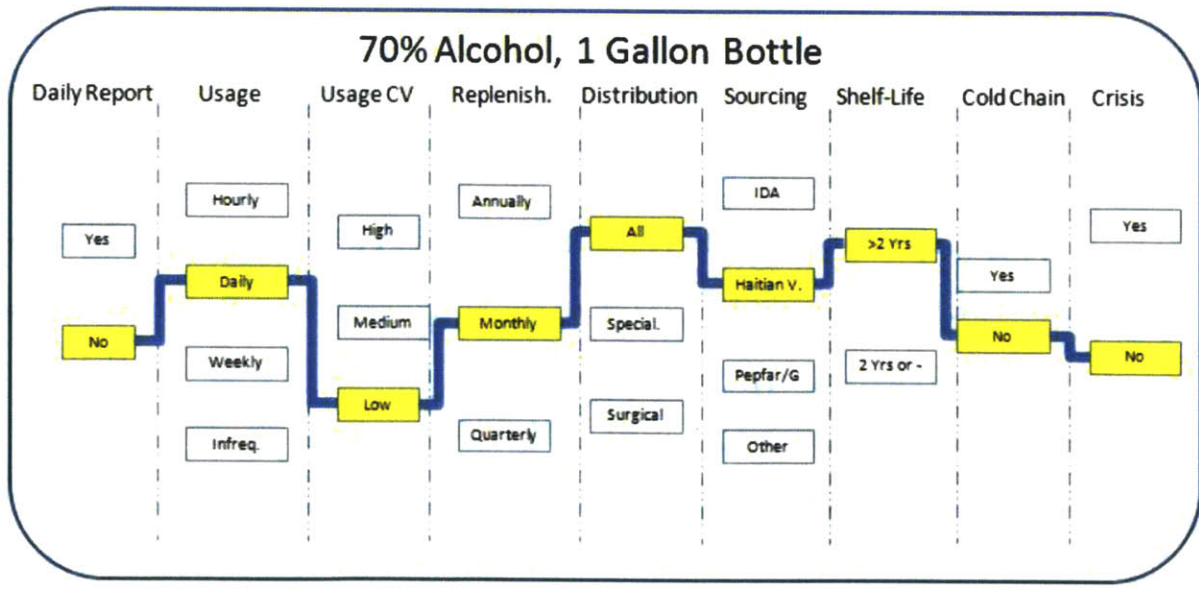 70% Alcohol, 1 Gallon Bottle
Daily Report Usage Usage CV Replenish. Distribution Sourcing Shelf-Life Cold Chain Crisis
Yes
No
Hourly
Daily
Weekly
Infreq.
High
Medium
Low
Annually
Monthly
Quarterly
All
Special.
Surgical
IDA
Haitian V.
Pepfar/G
Other
>2 Yrs
2 Yrs or -
Yes
No
Yes
No